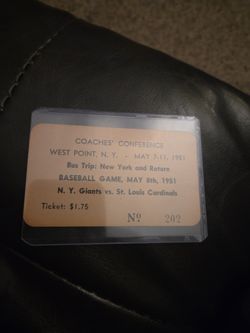 COACHES' CONFERENCE
WEST POINT, N. Y. - MAY 7-11, 1951
Bus Trip: New York and Return
BASEBALL GAME, MAY 8th, 1951
N. Y. Giants vs. St. Louis Cardinals
Ticket: $1.75
No 202